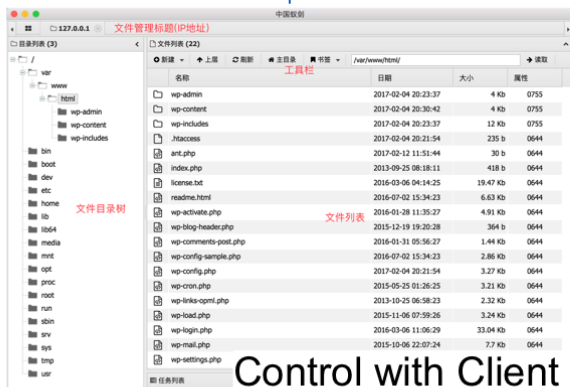 中国蚁剑
127.0.0.1 文件管理标题(IP地址)
目录列表 (3)
文件列表 (22)
新建 上层 刷新 主目录 书签 /var/www/html/ 读取
工具栏
名称 日期 大小 属性
/
var
www
html
wp-admin
wp-content
wp-includes
bin
boot
dev
etc
home
lib
lib64
media
mnt
opt
proc
root
run
sbin
srv
sys
tmp
usr
文件目录树
wp-admin 2017-02-04 20:23:37 4 Kb 0755
wp-content 2017-02-04 20:30:42 4 Kb 0755
wp-includes 2017-02-04 20:23:37 12 Kb 0755
.htaccess 2017-02-04 20:21:54 235 b 0644
ant.php 2017-02-12 11:51:44 30 b 0644
index.php 2013-09-25 08:18:11 418 b 0644
license.txt 2016-03-06 04:14:25 19.47 Kb 0644
readme.html 2016-07-02 15:34:23 6.63 Kb 0644
wp-activate.php 2016-01-28 11:35:27 4.91 Kb 0644
文件列表
wp-blog-header.php 2015-12-19 19:20:28 364 b 0644
wp-comments-post.php 2016-01-31 05:56:27 1.44 Kb 0644
wp-config-sample.php 2016-07-02 15:34:23 2.86 Kb 0644
wp-config.php 2017-02-04 20:21:54 3.27 Kb 0644
wp-cron.php 2015-05-25 01:26:25 3.21 Kb 0644
wp-links-opml.php 2013-10-25 06:58:23 2.32 Kb 0644
wp-load.php 2015-11-06 07:59:26 3.24 Kb 0644
wp-login.php 2016-03-06 11:06:29 33.04 Kb 0644
wp-mail.php 2015-10-06 22:07:24 7.7 Kb 0644
wp-settings.php
任务列表
Control with Client